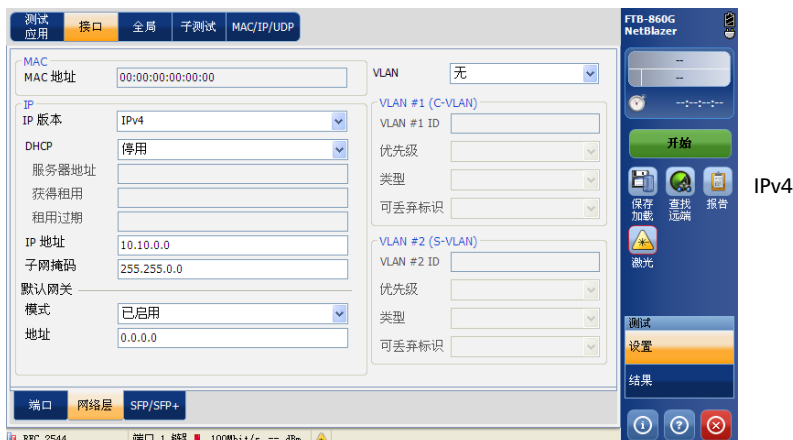 测试
应用
接口
全局
子测试
MAC/IP/UDP
FTB-860G
NetBlazer
MAC
MAC 地址
00:00:00:00:00:00
IP
IP 版本
IPv4
DHCP
停用
服务器地址
获得租用
租用过期
IP 地址
10.10.0.0
子网掩码
255.255.0.0
默认网关
模式
已启用
地址
0.0.0.0
VLAN
无
VLAN #1 (C-VLAN)
VLAN #1 ID
优先级
类型
可丢弃标识
VLAN #2 (S-VLAN)
VLAN #2 ID
优先级
类型
可丢弃标识
--
--
--:--:--
开始
保存
加载
查找
远端
报告
激光
测试
设置
结果
端口
网络层
SFP/SFP+
IPv4